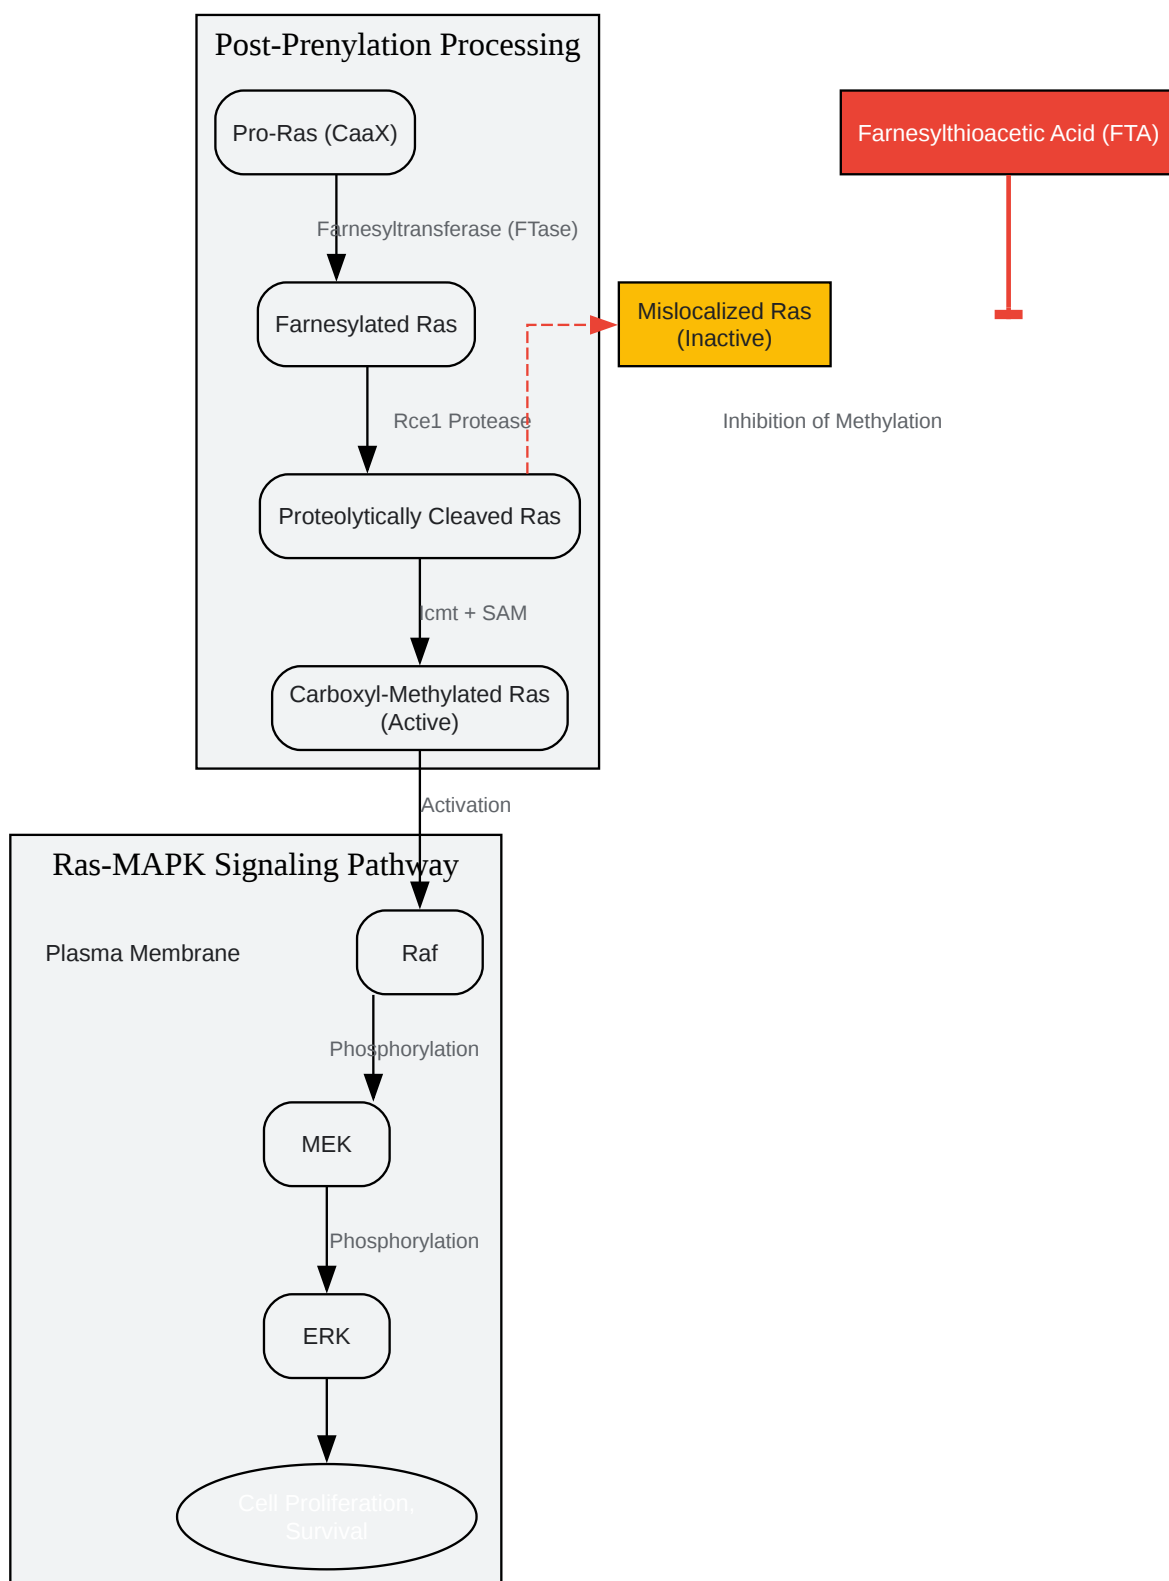 Post-Prenylation Processing
Pro-Ras (CaaX)
Farnesylthioacetic Acid (FTA)
Farnesyltransferase (FTase)
Farnesylated Ras
Mislocalized Ras
(Inactive)
Rce1 Protease
Inhibition of Methylation
Proteolytically Cleaved Ras
Icmt + SAM
Carboxyl-Methylated Ras
(Active)
Activation
Ras-MAPK Signaling Pathway
Plasma Membrane
Raf
Phosphorylation
MEK
Phosphorylation
ERK
Cell Proliferation,
Survival